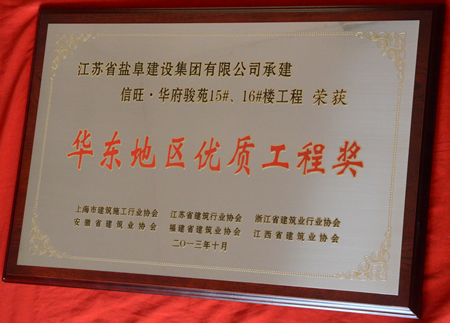 江苏省盐阜建设集团有限公司承建
信旺·华府骏苑15#、16#楼工程 荣获
华东地区优质工程奖
上海市建筑施工行业协会 江苏省建筑行业协会 浙江省建筑业行业协会
安徽省建筑业协会 福建省建筑业协会 江西省建筑业协会
二〇一三年十月